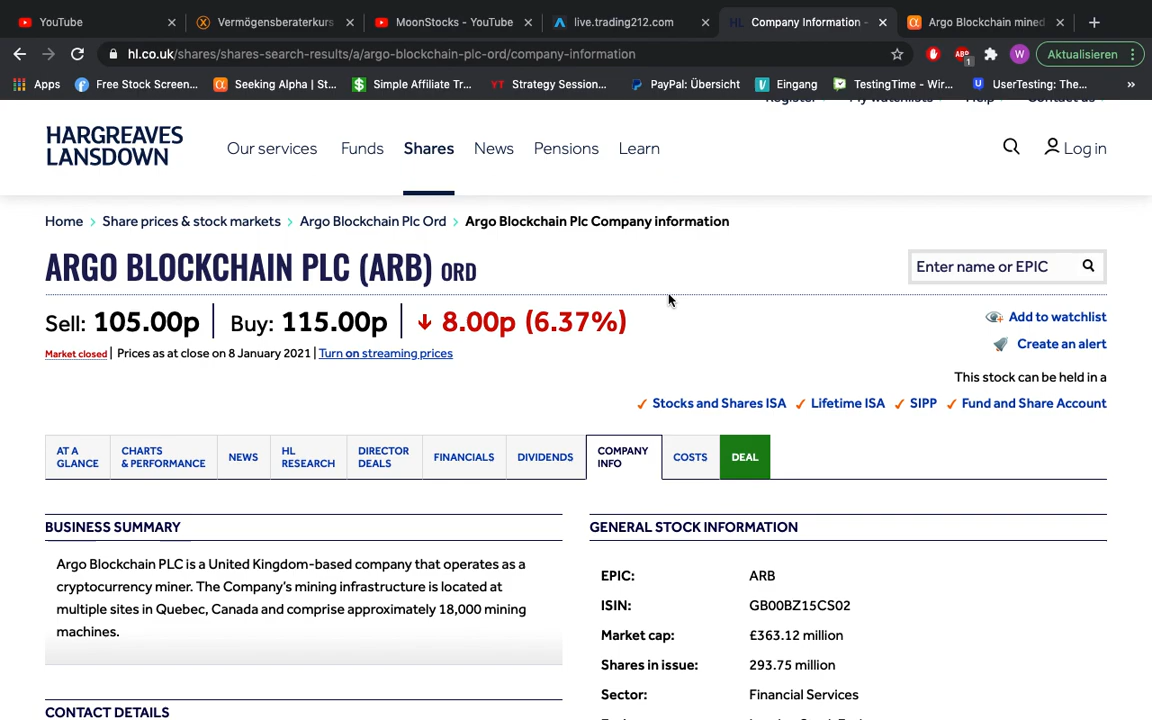 YouTube
Vermögensberaterkurs
MoonStocks - YouTube
live.trading212.com
HL Company Information -
Argo Blockchain mined
hl.co.uk/shares/shares-search-results/a/argo-blockchain-plc-ord/company-information
ABP 1
W
Aktualisieren
Apps
Free Stock Screen...
Seeking Alpha | St...
Simple Affiliate Tr...
YT Strategy Session...
PayPal: Übersicht
Eingang
TestingTime - Wir...
UserTesting: The...
»
Register
My watchlists
Help
Contact us
HARGREAVES
LANSDOWN
Our services
Funds
Shares
News
Pensions
Learn
Log in
Home > Share prices & stock markets > Argo Blockchain Plc Ord > Argo Blockchain Plc Company information
ARGO BLOCKCHAIN PLC (ARB) ORD
Enter name or EPIC
Sell: 105.00p | Buy: 115.00p | ↓ 8.00p (6.37%)
Add to watchlist
Market closed | Prices as at close on 8 January 2021 | Turn on streaming prices
Create an alert
This stock can be held in a
✓ Stocks and Shares ISA ✓ Lifetime ISA ✓ SIPP ✓ Fund and Share Account
AT A
GLANCE
CHARTS
& PERFORMANCE
NEWS
HL
RESEARCH
DIRECTOR
DEALS
FINANCIALS
DIVIDENDS
COMPANY
INFO
COSTS
DEAL
BUSINESS SUMMARY
Argo Blockchain PLC is a United Kingdom-based company that operates as a
cryptocurrency miner. The Company's mining infrastructure is located at
multiple sites in Quebec, Canada and comprise approximately 18,000 mining
machines.
CONTACT DETAILS
GENERAL STOCK INFORMATION
EPIC: ARB
ISIN: GB00BZ15CS02
Market cap: £363.12 million
Shares in issue: 293.75 million
Sector: Financial Services